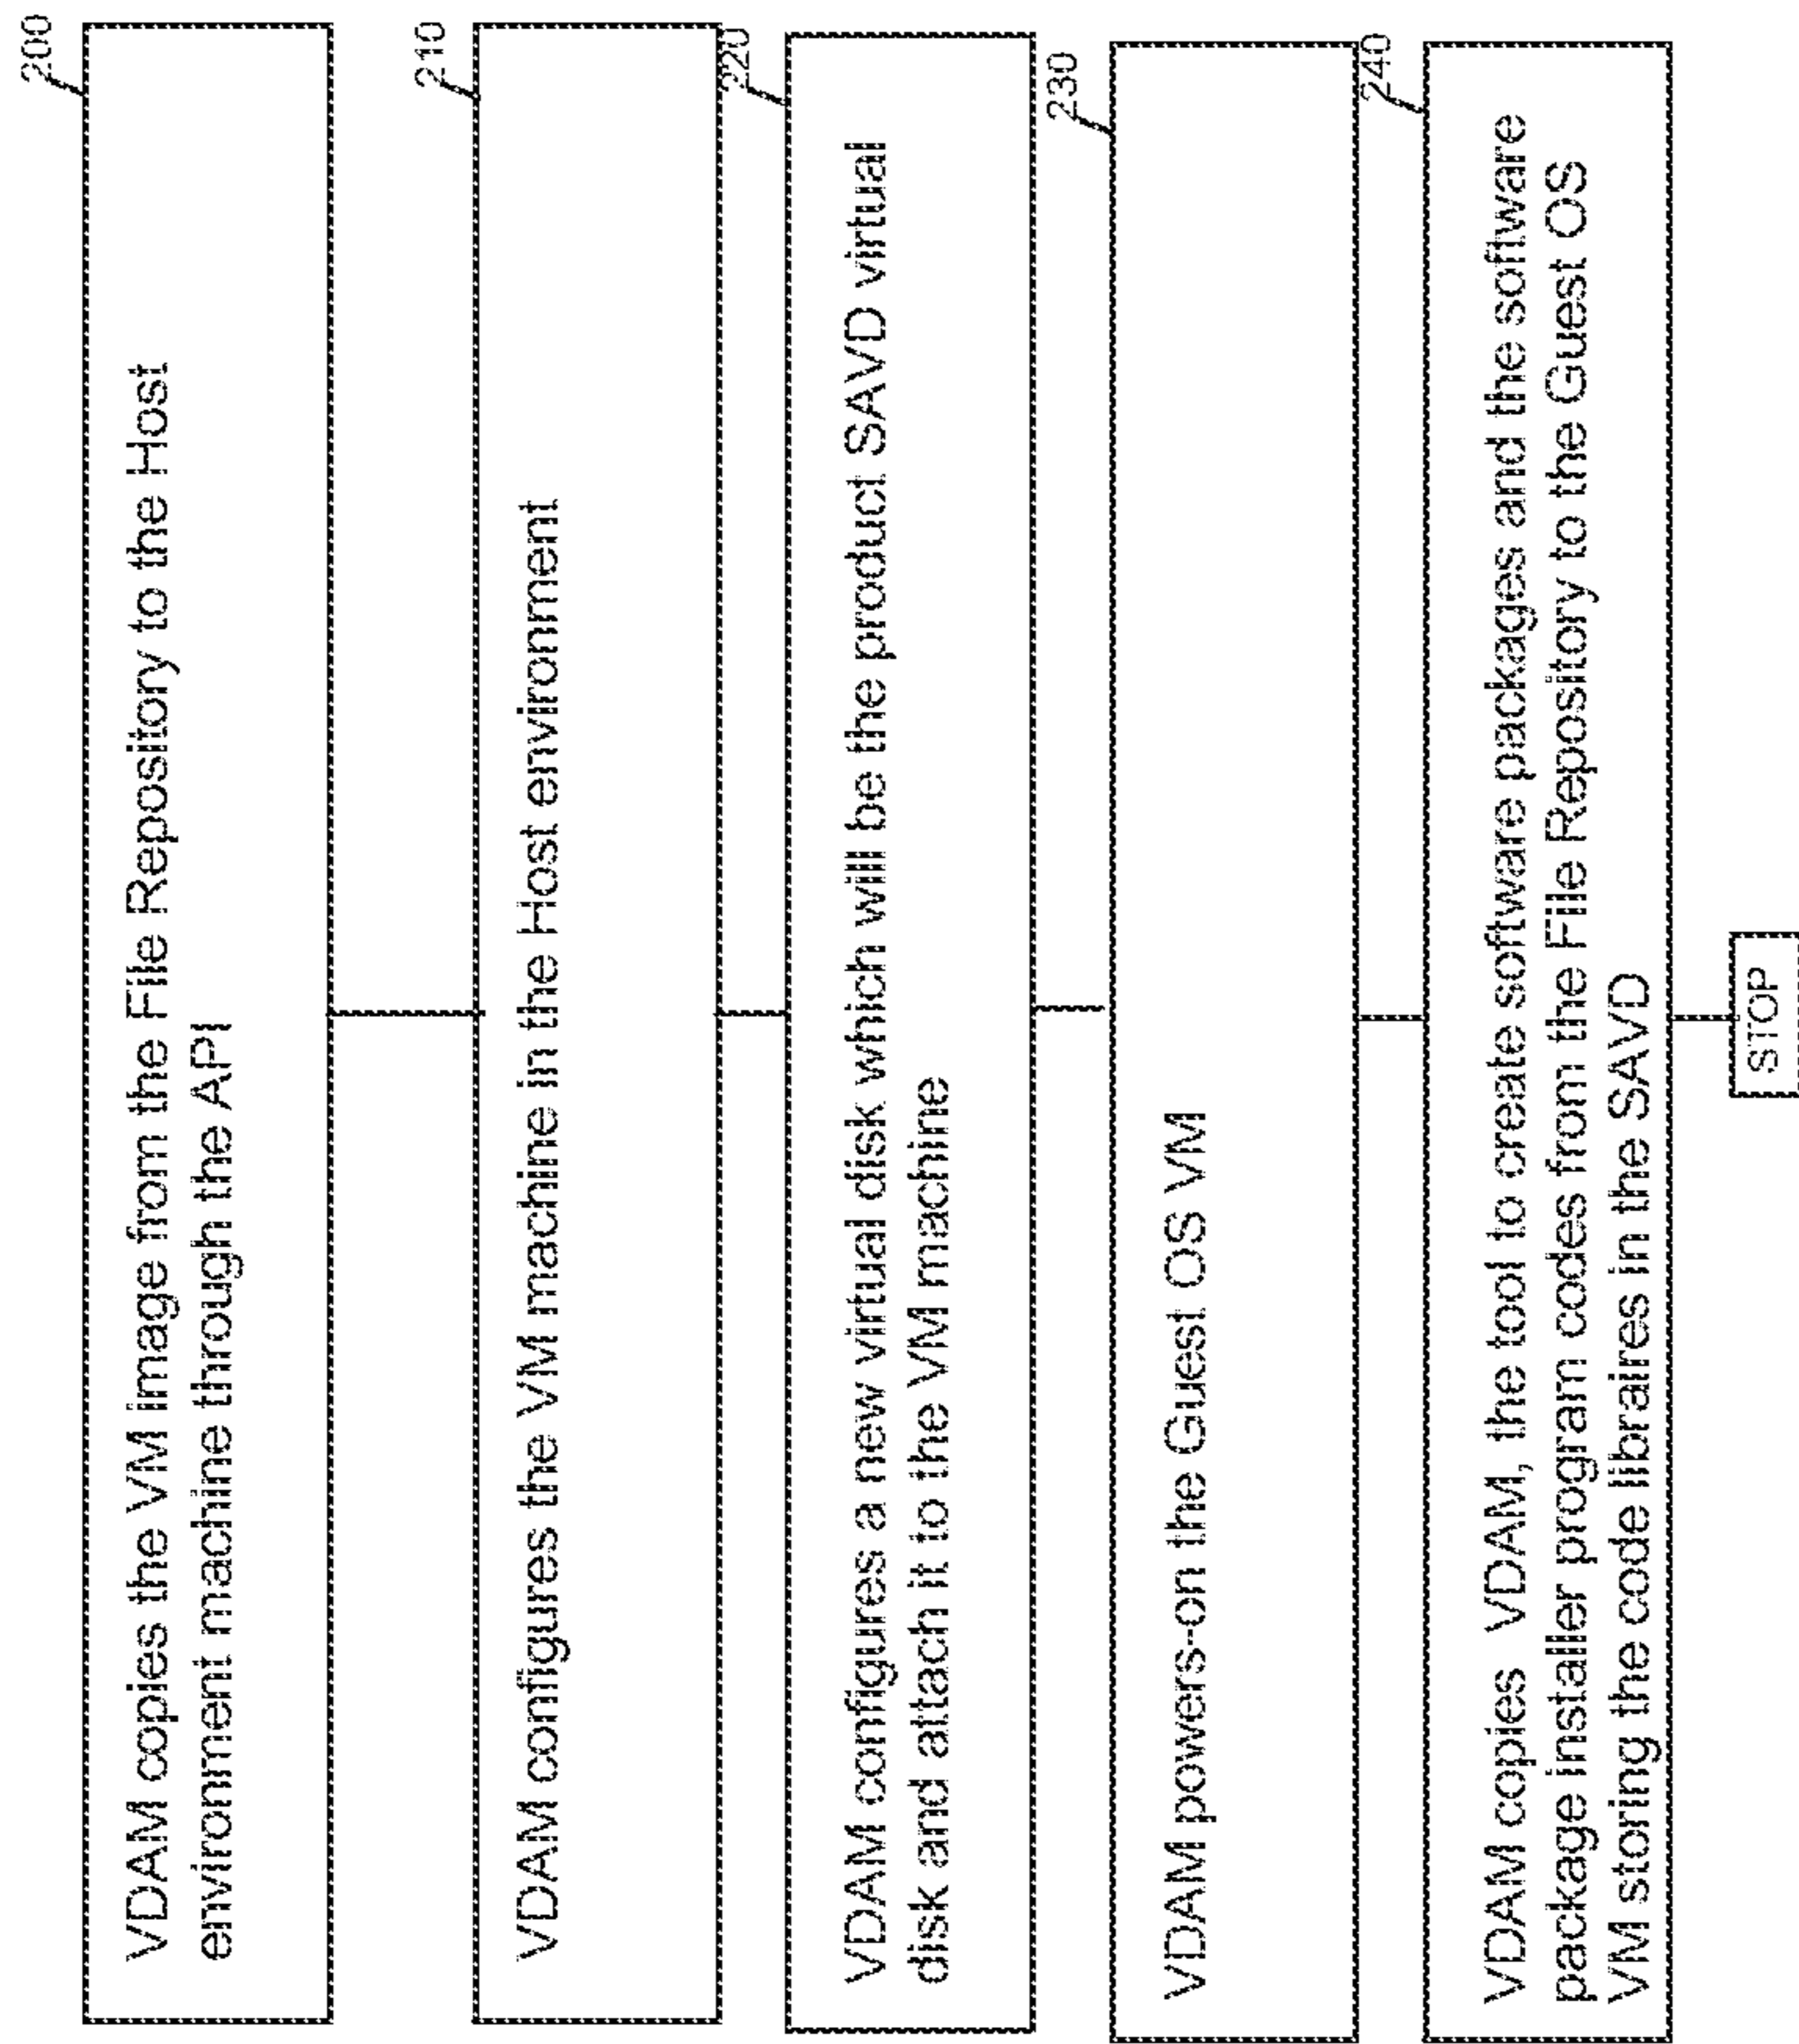 200
VDAM copies the VM image from the File Repository to the Host
environment machine through the API
210
VDAM configures the VM machine in the Host environment
220
VDAM configures a new virtual disk which will be the product SAVD virtual
disk and attach it to the VM machine
230
VDAM powers-on the Guest OS VM
240
VDAM copies VDAM, the tool to create software packages and the software
package installer program codes from the File Repository to the Guest OS
VM storing the code libraires in the SAVD
STOP